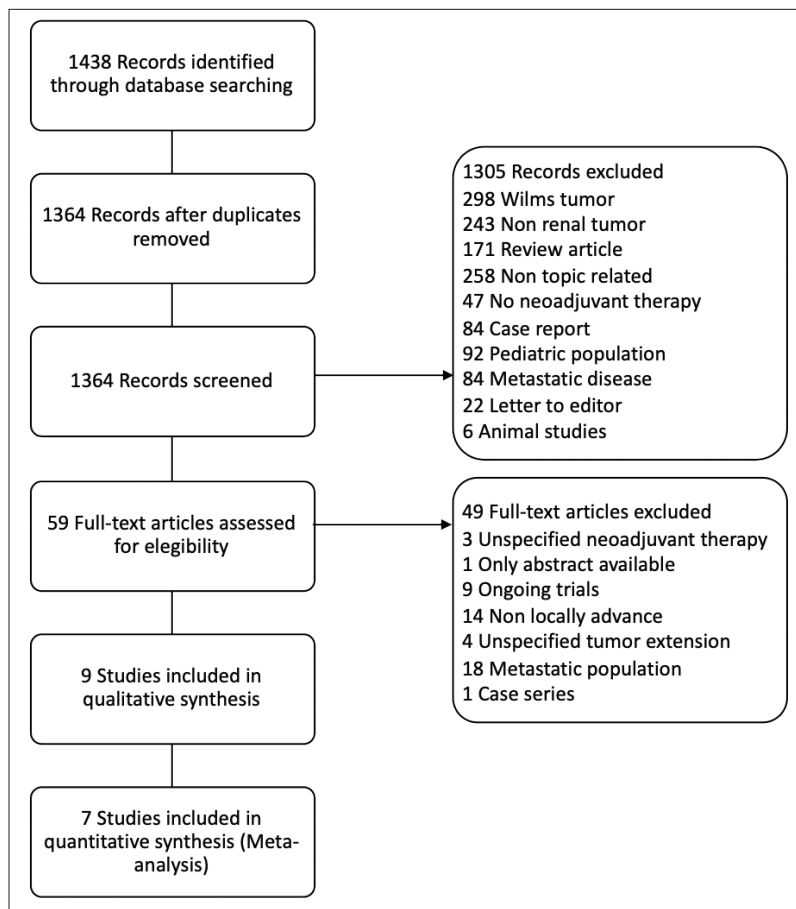 1438 Records identified
through database searching
1364 Records after duplicates
removed
1364 Records screened
1305 Records excluded
298 Wilms tumor
243 Non renal tumor
171 Review article
258 Non topic related
47 No neoadjuvant therapy
84 Case report
92 Pediatric population
84 Metastatic disease
22 Letter to editor
6 Animal studies
59 Full-text articles assessed
for elegibility
49 Full-text articles excluded
3 Unspecified neoadjuvant therapy
1 Only abstract available
9 Ongoing trials
14 Non locally advance
4 Unspecified tumor extension
18 Metastatic population
1 Case series
9 Studies included in
qualitative synthesis
7 Studies included in
quantitative synthesis (Meta-
analysis)